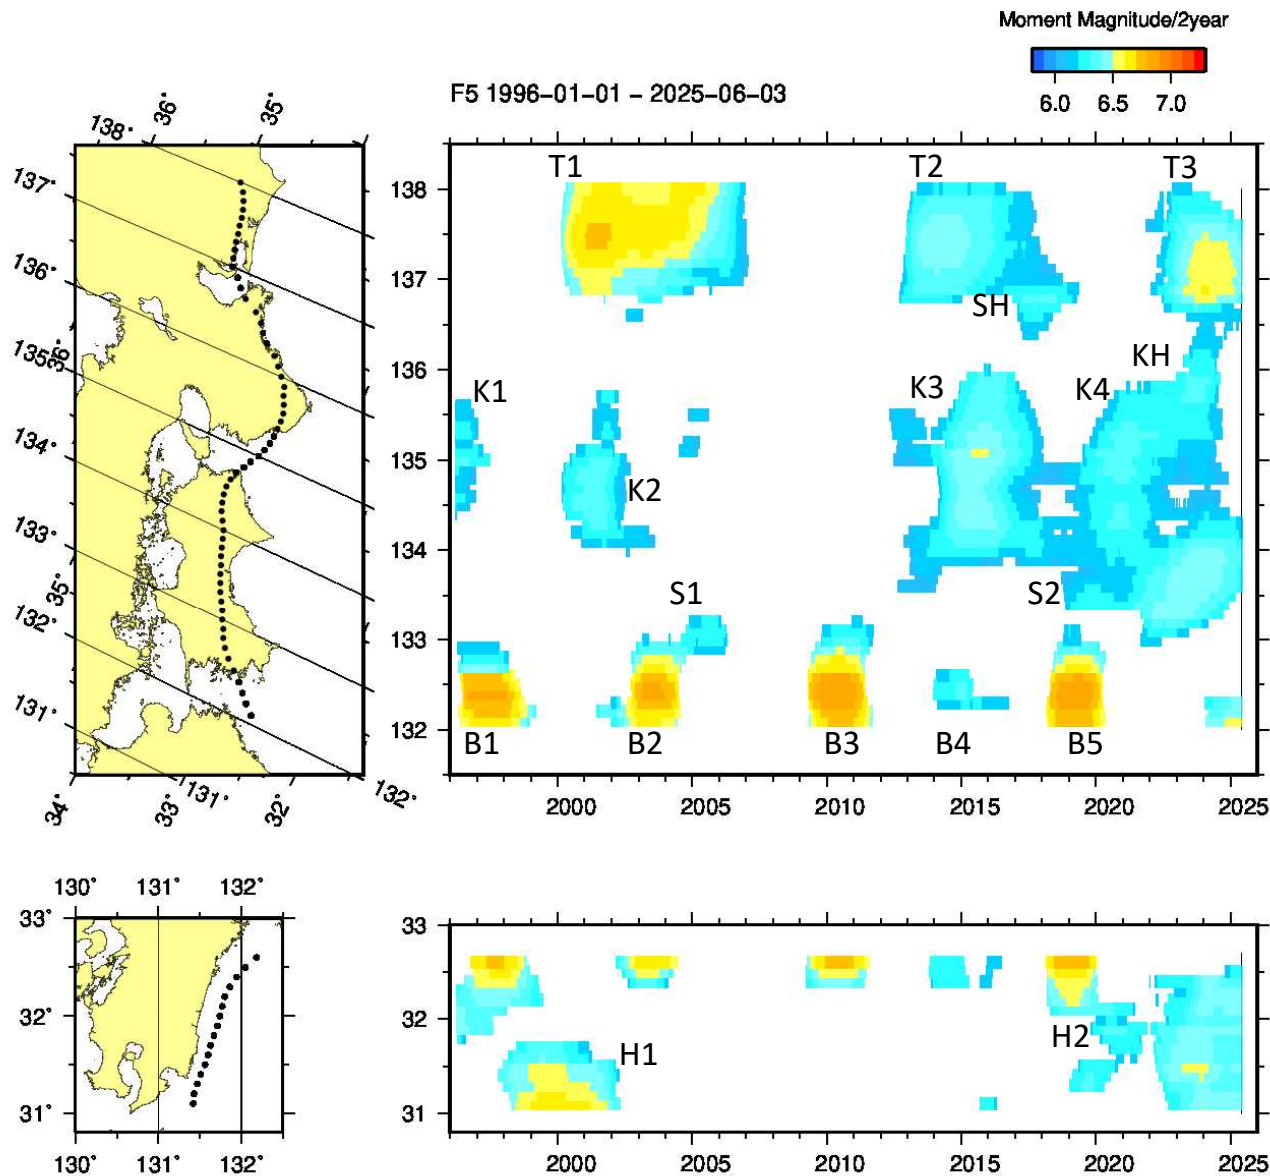 Moment Magnitude/2year
6.0 6.5 7.0
F5 1996-01-01 - 2025-06-03
138° 36° 35°
137°
136°
135°
36°
134°
133°
35°
132°
131°
34° 33° 131° 32° 132°
T1 T2 T3
138
137
SH
136
KH
K1 K3 K4
135
K2
134
S1 S2
133
132
B1 B2 B3 B4 B5
2000 2005 2010 2015 2020 2025
130° 131° 132°
33°
32°
31°
130° 131° 132°
33
32
H1 H2
31
2000 2005 2010 2015 2020 2025